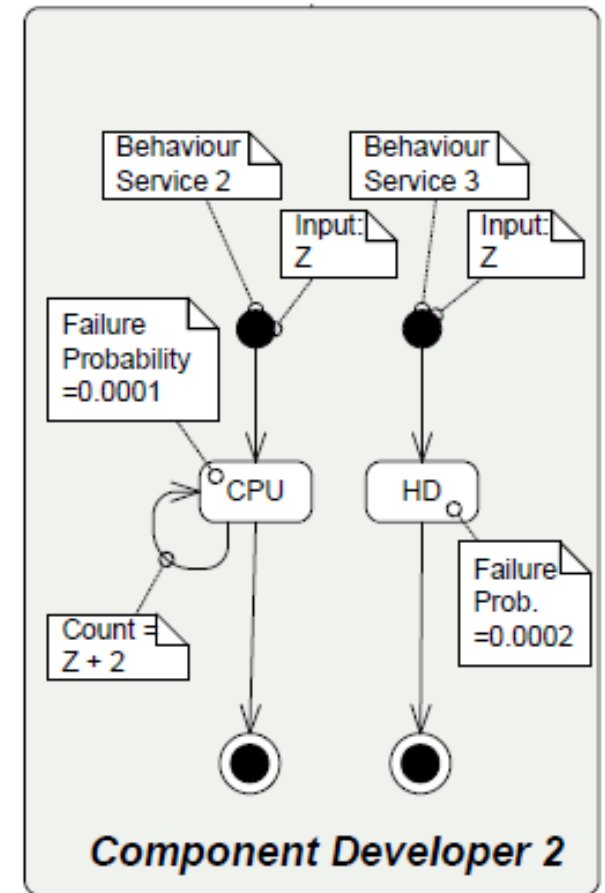 Behaviour
Service 2
Behaviour
Service 3
Input:
Z
Input:
Z
Failure
Probability
=0.0001
CPU
HD
Failure
Prob.
=0.0002
Count =
Z + 2
Component Developer 2